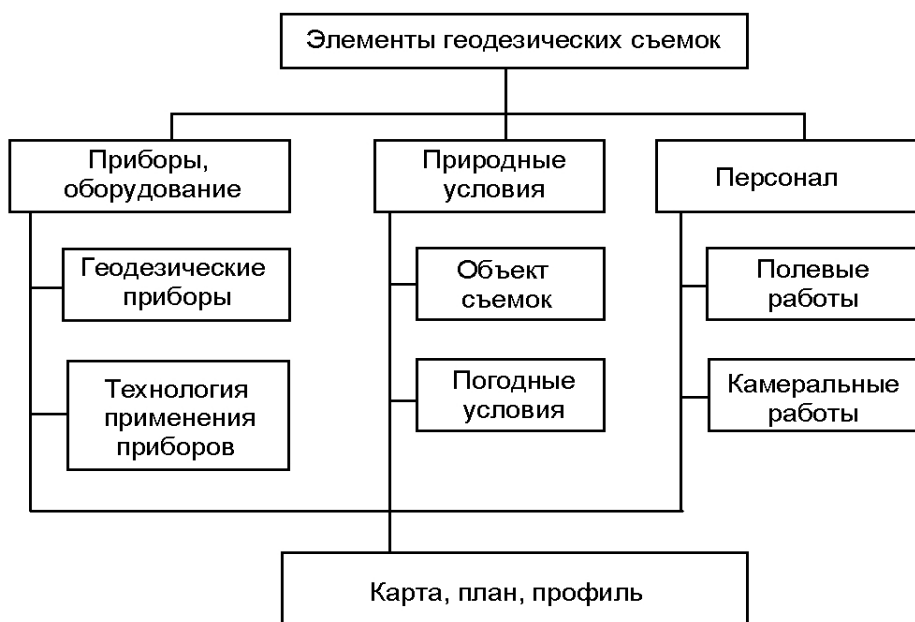 Элементы геодезических съемок
Приборы,
оборудование
Природные
условия
Персонал
Геодезические
приборы
Объект
съемок
Полевые
работы
Технология
применения
приборов
Погодные
условия
Камеральные
работы
Карта, план, профиль